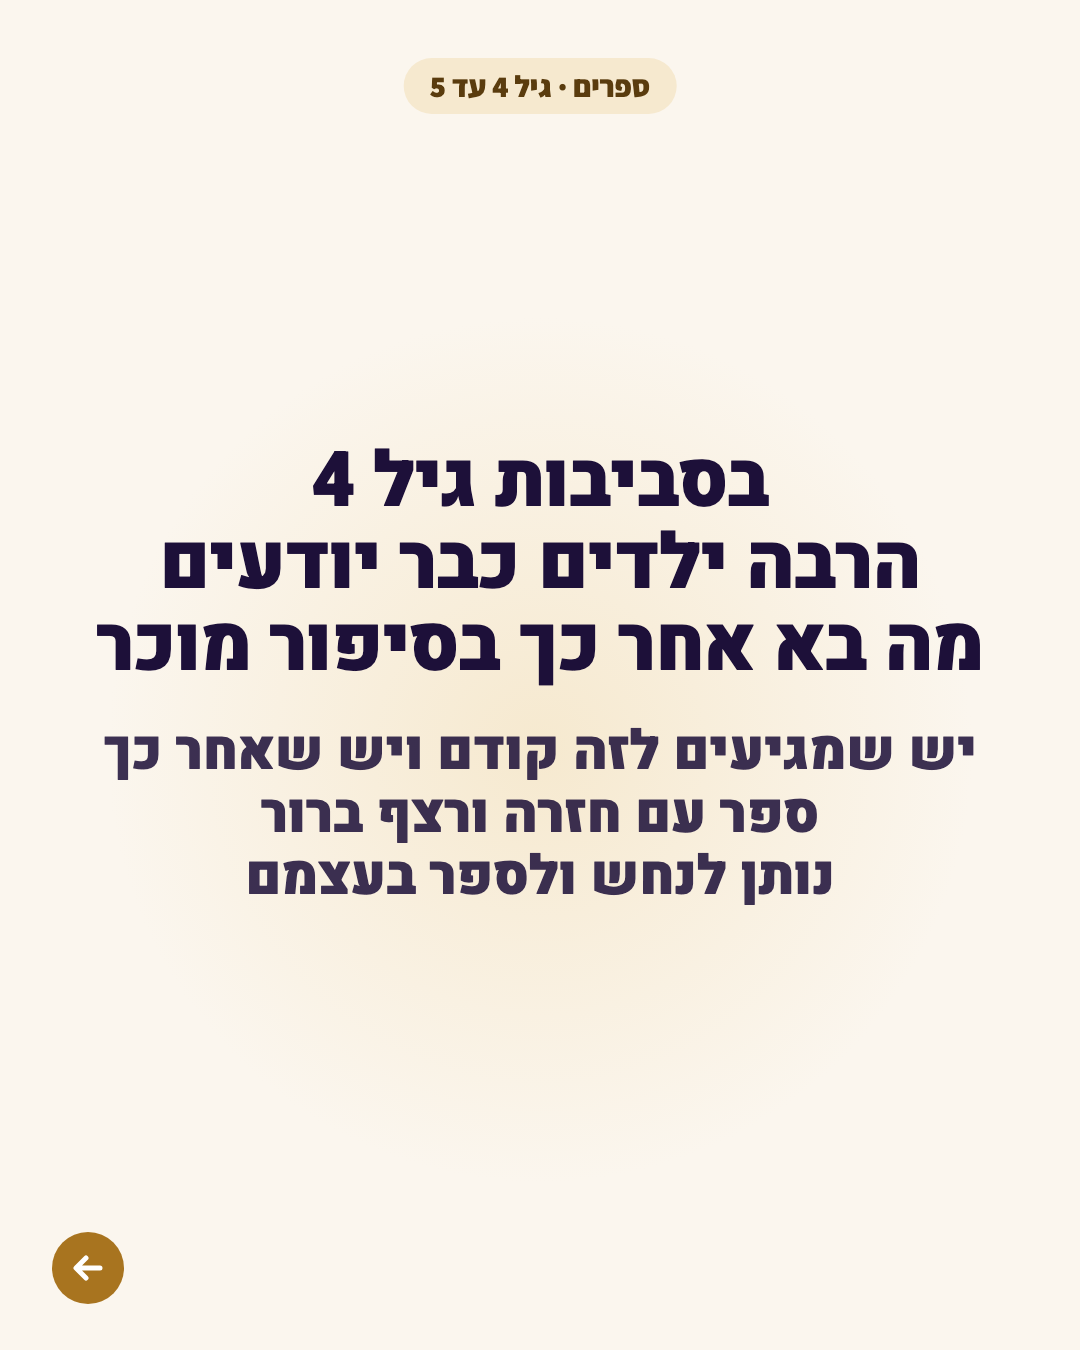 ספרים · גיל 4 עד 5
בסביבות גיל 4
הרבה ילדים כבר יודעים
מה בא אחר כך בסיפור מוכר
יש שמגיעים לזה קודם ויש שאחר כך
ספר עם חזרה ורצף ברור
נותן לנחש ולספר בעצמם